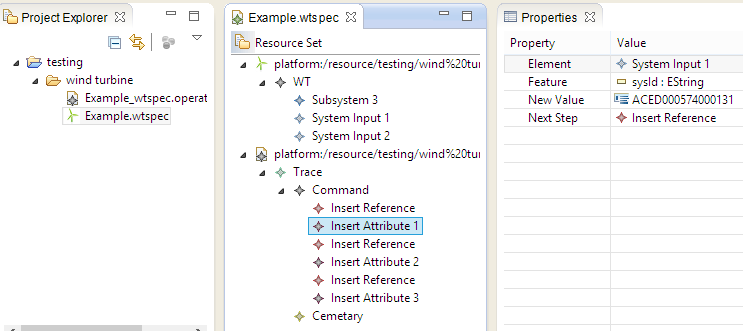 Project Explorer
testing
wind turbine
Example_wtspec.operat
Example.wtspec
Example.wtspec
Resource Set
platform:/resource/testing/wind%20tur
WT
Subsystem 3
System Input 1
System Input 2
platform:/resource/testing/wind%20tur
Trace
Command
Insert Reference
Insert Attribute 1
Insert Reference
Insert Attribute 2
Insert Reference
Insert Attribute 3
Cemetary
Properties
Property Value
Element System Input 1
Feature sysId : EString
New Value ACED000574000131
Next Step Insert Reference